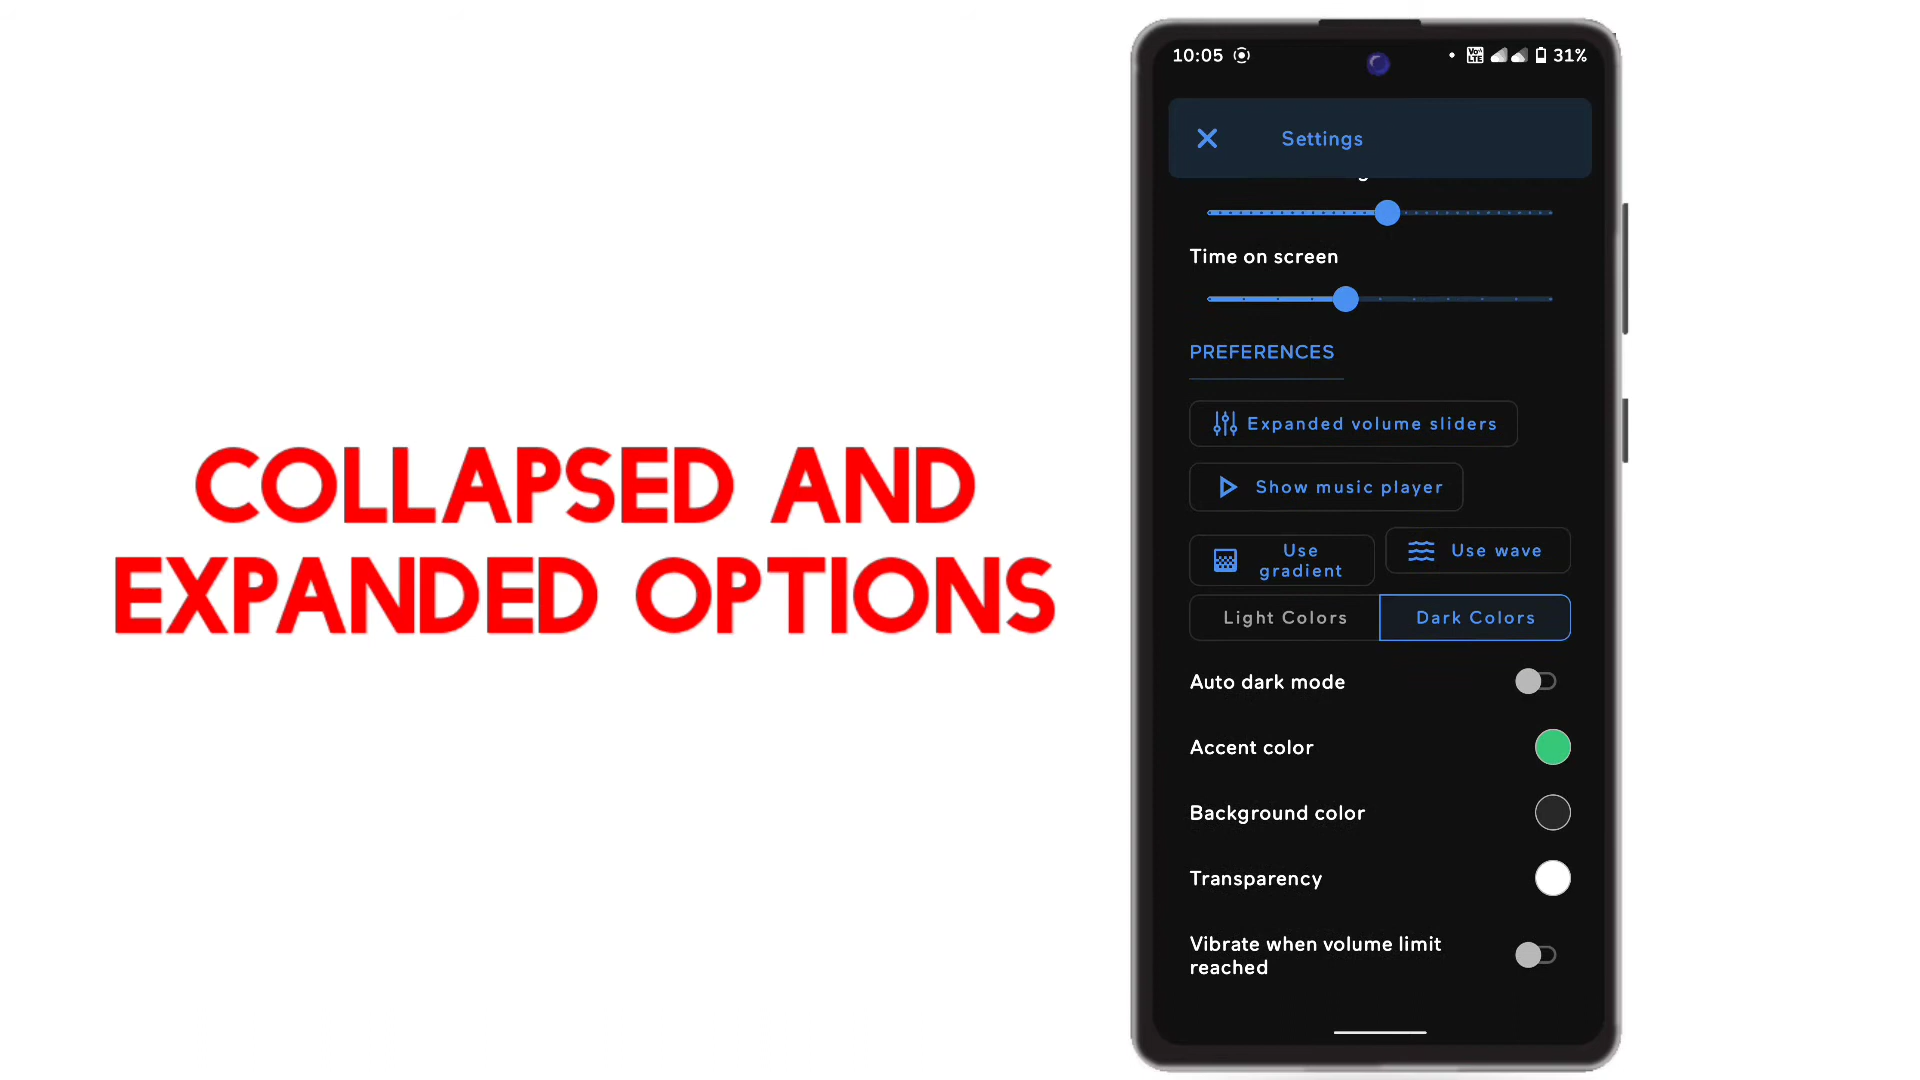 COLLAPSED AND
EXPANDED OPTIONS
10:05
Vo
LTE
31%
Settings
Time on screen
PREFERENCES
Expanded volume sliders
Show music player
Use
gradient
Use wave
Light Colors
Dark Colors
Auto dark mode
Accent color
Background color
Transparency
Vibrate when volume limit
reached